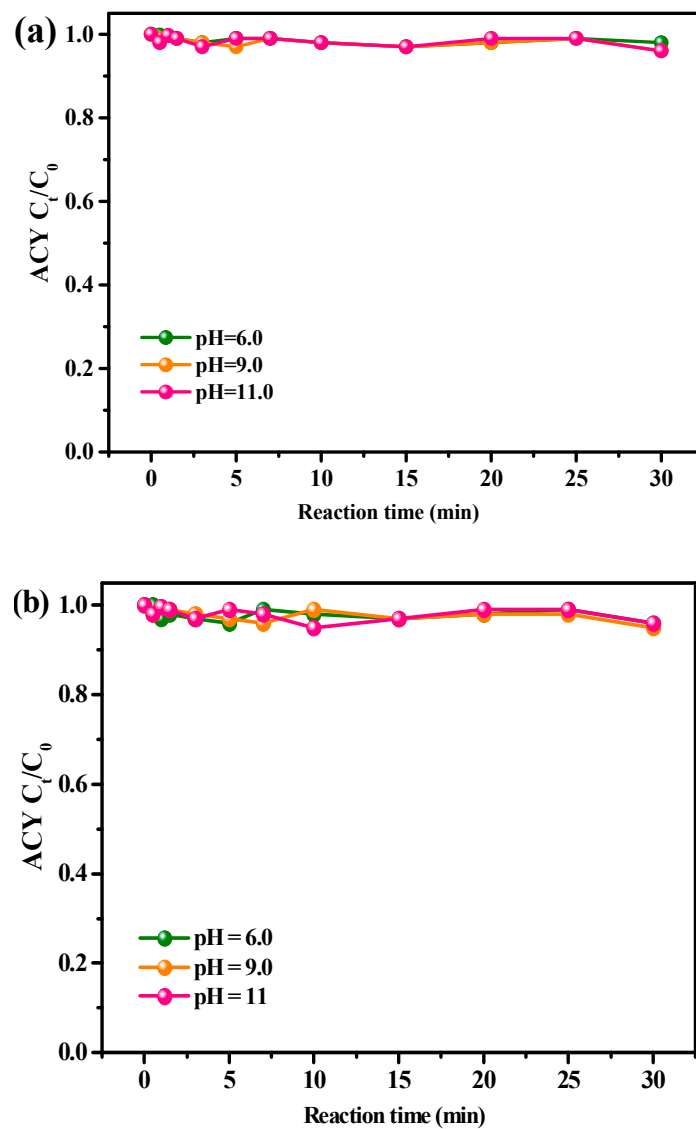 (a)
1.0
0.8
0.6
0.4
0.2
0.0
ACY Cₜ/C₀
pH=6.0
pH=9.0
pH=11.0
0 5 10 15 20 25 30
Reaction time (min)
(b)
1.0
0.8
0.6
0.4
0.2
0.0
ACY Cₜ/C₀
pH = 6.0
pH = 9.0
pH = 11
0 5 10 15 20 25 30
Reaction time (min)